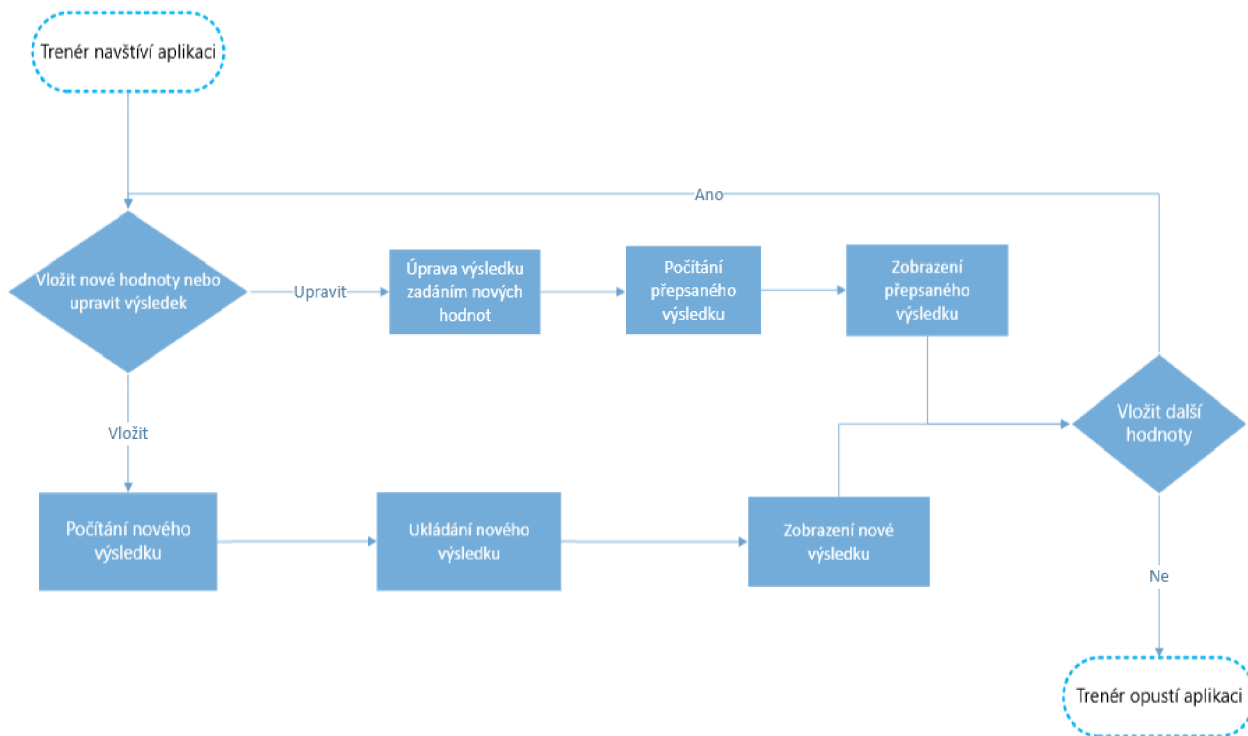 Trenér navštíví aplikaci
Ano
Vložit nové hodnoty nebo
upravit výsledek
Upravit
Úprava výsledku
zadáním nových
hodnot
Počítání
přepsaného
výsledku
Zobrazení
přepsaného
výsledku
Vložit další
hodnoty
Vložit
Počítání nového
výsledku
Ukládání nového
výsledku
Zobrazení nové
výsledku
Ne
Trenér opustí aplikaci